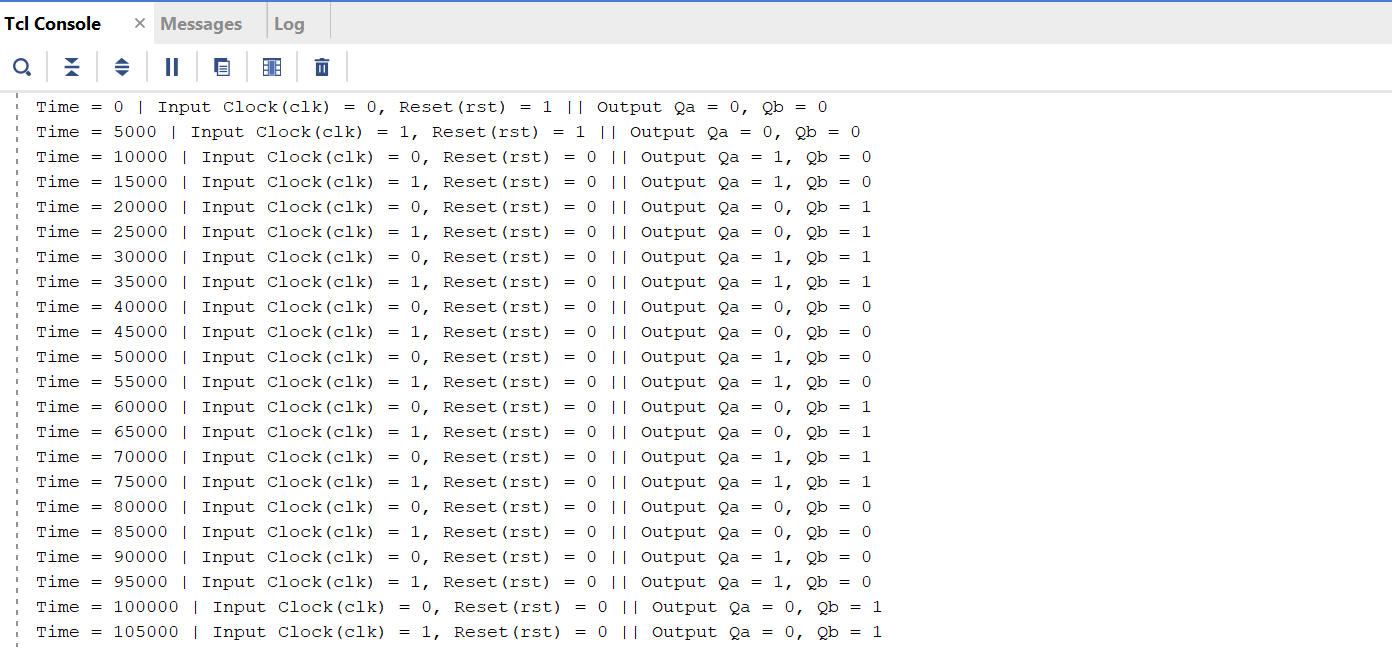 Tcl Console × Messages Log
Time = 0 | Input Clock(clk) = 0, Reset(rst) = 1 || Output Qa = 0, Qb = 0
Time = 5000 | Input Clock(clk) = 1, Reset(rst) = 1 || Output Qa = 0, Qb = 0
Time = 10000 | Input Clock(clk) = 0, Reset(rst) = 0 || Output Qa = 1, Qb = 0
Time = 15000 | Input Clock(clk) = 1, Reset(rst) = 0 || Output Qa = 1, Qb = 0
Time = 20000 | Input Clock(clk) = 0, Reset(rst) = 0 || Output Qa = 0, Qb = 1
Time = 25000 | Input Clock(clk) = 1, Reset(rst) = 0 || Output Qa = 0, Qb = 1
Time = 30000 | Input Clock(clk) = 0, Reset(rst) = 0 || Output Qa = 1, Qb = 1
Time = 35000 | Input Clock(clk) = 1, Reset(rst) = 0 || Output Qa = 1, Qb = 1
Time = 40000 | Input Clock(clk) = 0, Reset(rst) = 0 || Output Qa = 0, Qb = 0
Time = 45000 | Input Clock(clk) = 1, Reset(rst) = 0 || Output Qa = 0, Qb = 0
Time = 50000 | Input Clock(clk) = 0, Reset(rst) = 0 || Output Qa = 1, Qb = 0
Time = 55000 | Input Clock(clk) = 1, Reset(rst) = 0 || Output Qa = 1, Qb = 0
Time = 60000 | Input Clock(clk) = 0, Reset(rst) = 0 || Output Qa = 0, Qb = 1
Time = 65000 | Input Clock(clk) = 1, Reset(rst) = 0 || Output Qa = 0, Qb = 1
Time = 70000 | Input Clock(clk) = 0, Reset(rst) = 0 || Output Qa = 1, Qb = 1
Time = 75000 | Input Clock(clk) = 1, Reset(rst) = 0 || Output Qa = 1, Qb = 1
Time = 80000 | Input Clock(clk) = 0, Reset(rst) = 0 || Output Qa = 0, Qb = 0
Time = 85000 | Input Clock(clk) = 1, Reset(rst) = 0 || Output Qa = 0, Qb = 0
Time = 90000 | Input Clock(clk) = 0, Reset(rst) = 0 || Output Qa = 1, Qb = 0
Time = 95000 | Input Clock(clk) = 1, Reset(rst) = 0 || Output Qa = 1, Qb = 0
Time = 100000 | Input Clock(clk) = 0, Reset(rst) = 0 || Output Qa = 0, Qb = 1
Time = 105000 | Input Clock(clk) = 1, Reset(rst) = 0 || Output Qa = 0, Qb = 1